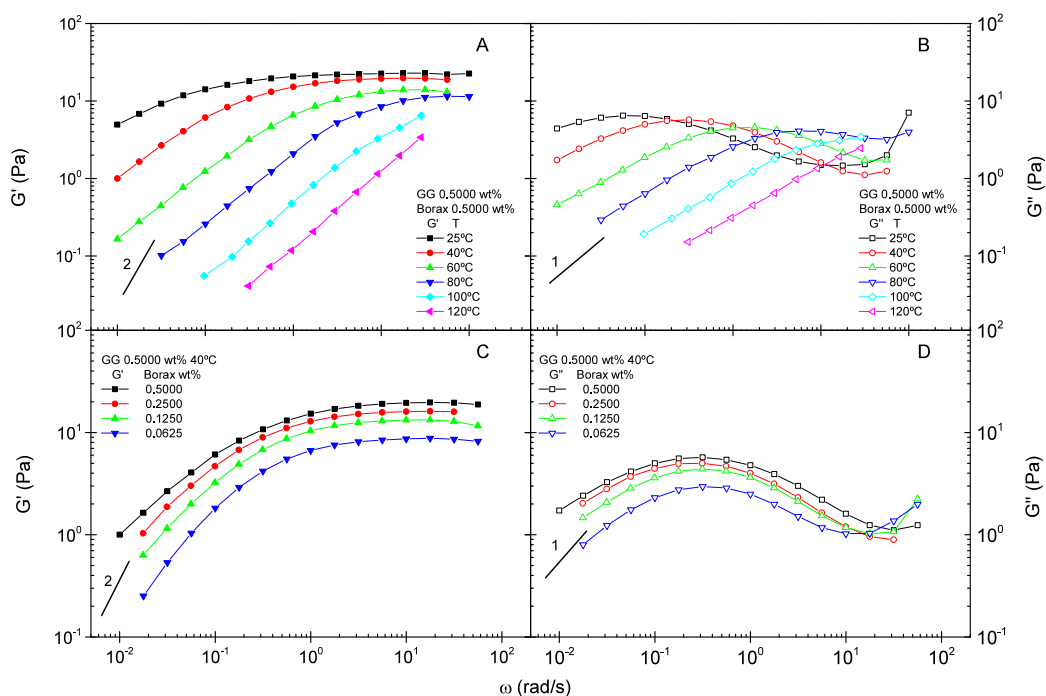 A
10²
10¹
10⁰
10⁻¹
10²
G' (Pa)
2
GG 0.5000 wt%
Borax 0.5000 wt%
G' T
25ºC
40ºC
60ºC
80ºC
100ºC
120ºC
B
10²
10¹
10⁰
10⁻¹
10²
G'' (Pa)
1
GG 0.5000 wt%
Borax 0.5000 wt%
G'' T
25ºC
40ºC
60ºC
80ºC
100ºC
120ºC
C
GG 0.5000 wt% 40ºC
G' Borax wt%
0.5000
0.2500
0.1250
0.0625
10¹
10⁰
10⁻¹
G' (Pa)
2
10⁻² 10⁻¹ 10⁰ 10¹ 10²
D
GG 0.5000 wt% 40ºC
G'' Borax wt%
0.5000
0.2500
0.1250
0.0625
10¹
10⁰
10⁻¹
G'' (Pa)
1
10⁻² 10⁻¹ 10⁰ 10¹ 10²
ω (rad/s)